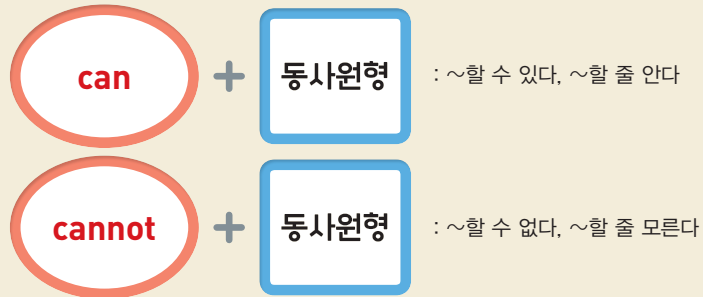 can + 동사원형 : ~할 수 있다, ~할 줄 안다
cannot + 동사원형 : ~할 수 없다, ~할 줄 모른다